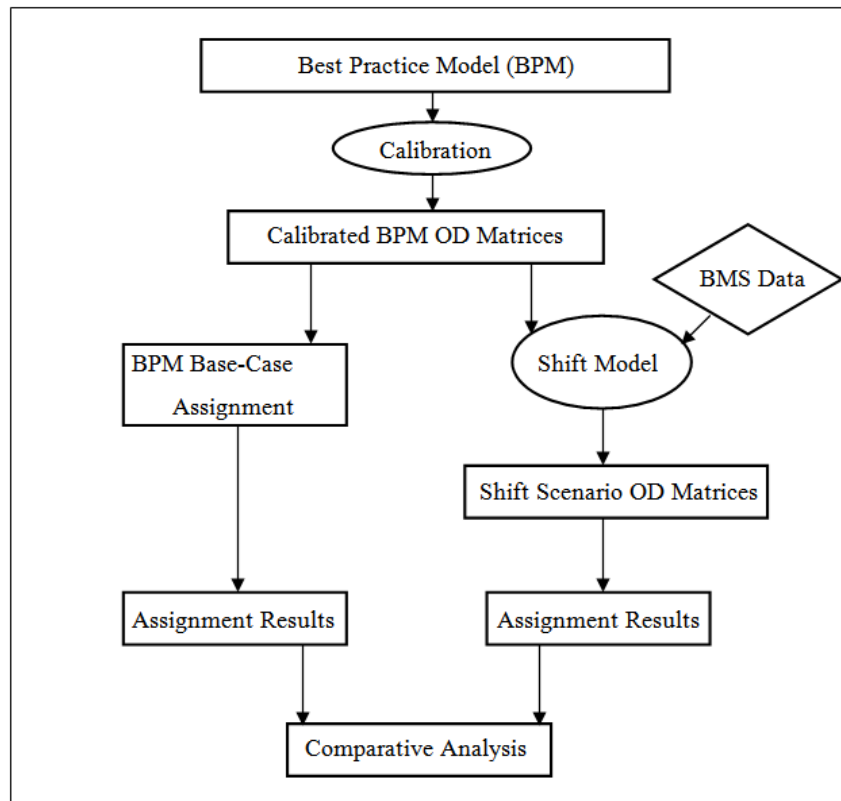 Best Practice Model (BPM)
Calibration
Calibrated BPM OD Matrices
BMS Data
BPM Base-Case
Assignment
Shift Model
Shift Scenario OD Matrices
Assignment Results
Assignment Results
Comparative Analysis